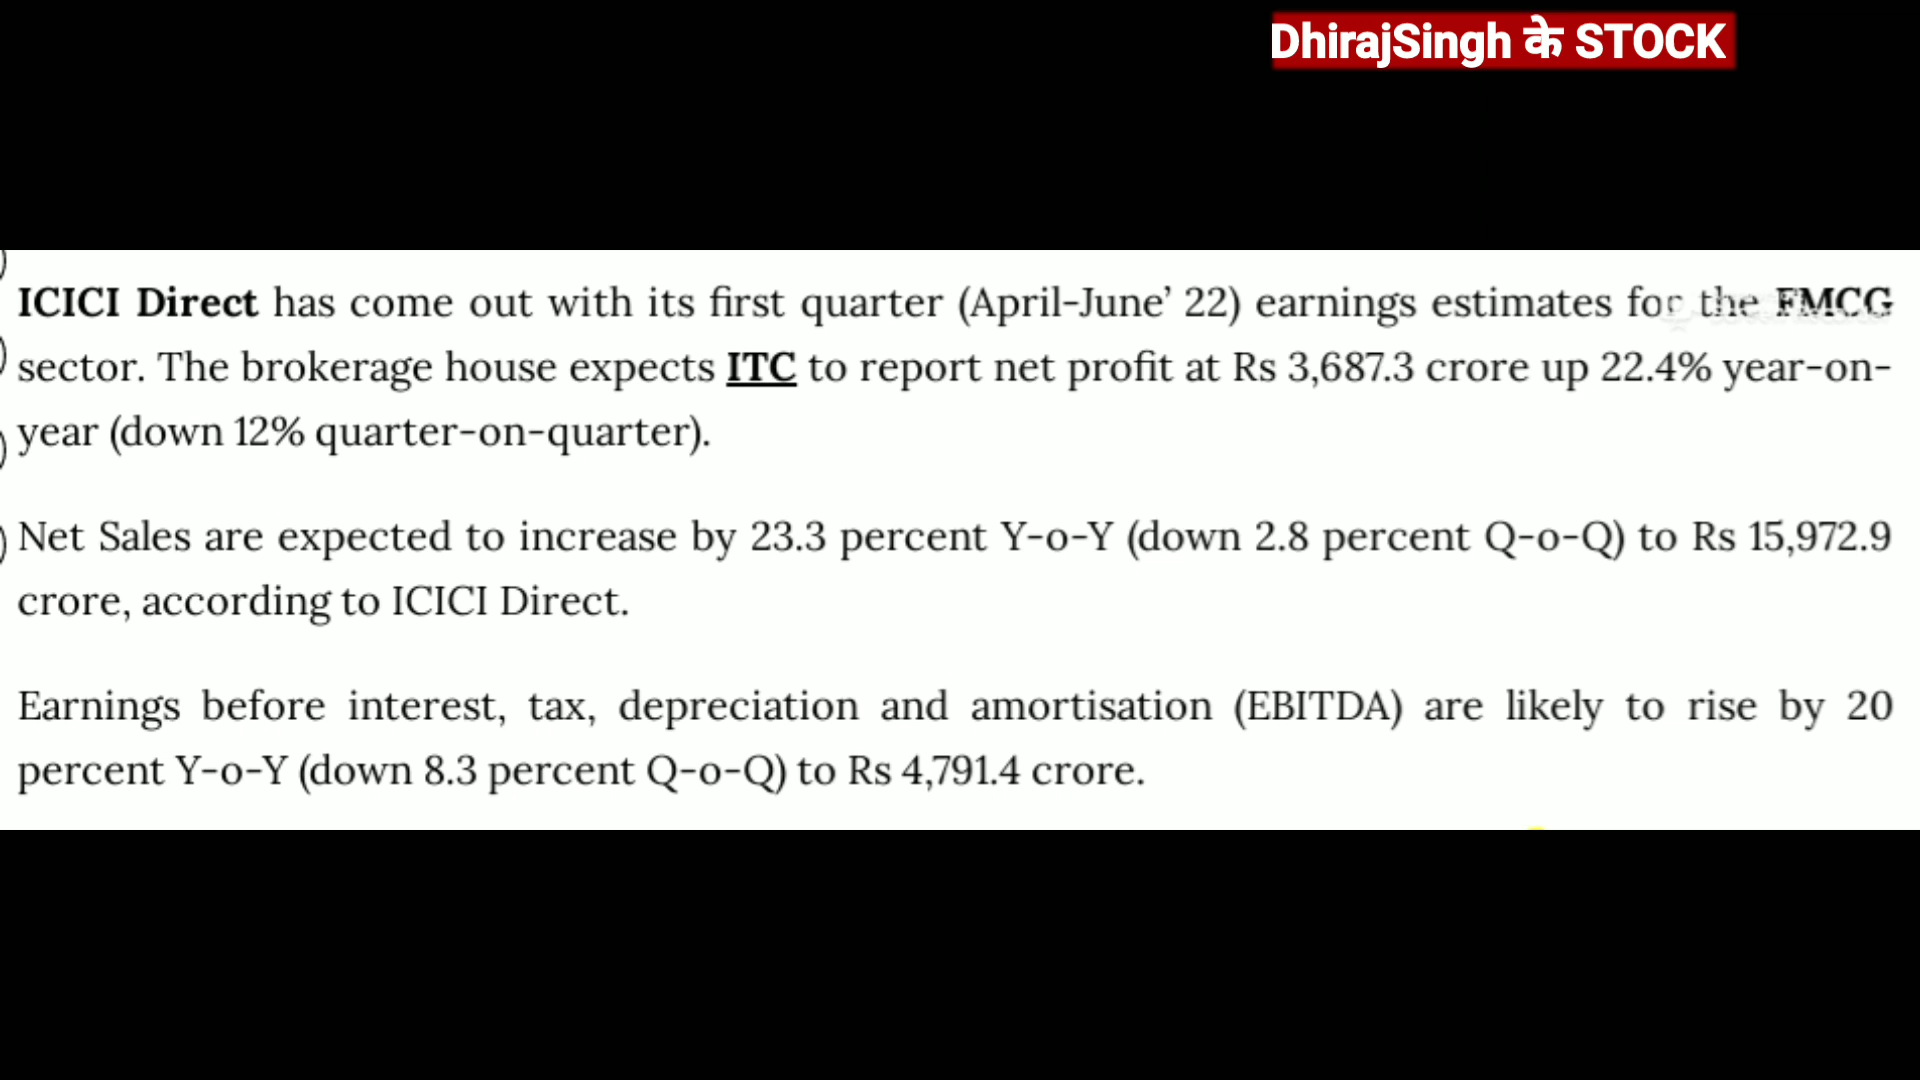 DhirajSingh के STOCK
ICICI Direct has come out with its first quarter (April-June’ 22) earnings estimates for the FMCG
sector. The brokerage house expects ITC to report net profit at Rs 3,687.3 crore up 22.4% year-on-
year (down 12% quarter-on-quarter).
Net Sales are expected to increase by 23.3 percent Y-o-Y (down 2.8 percent Q-o-Q) to Rs 15,972.9
crore, according to ICICI Direct.
Earnings before interest, tax, depreciation and amortisation (EBITDA) are likely to rise by 20
percent Y-o-Y (down 8.3 percent Q-o-Q) to Rs 4,791.4 crore.